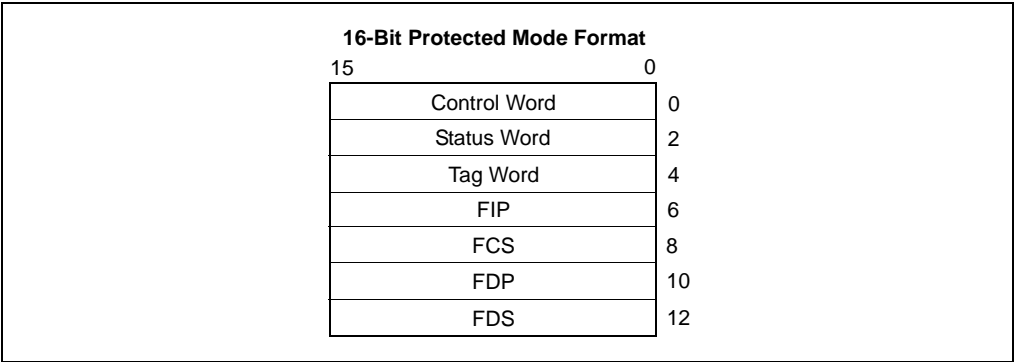 16-Bit Protected Mode Format
15 0
Control Word 0
Status Word 2
Tag Word 4
FIP 6
FCS 8
FDP 10
FDS 12